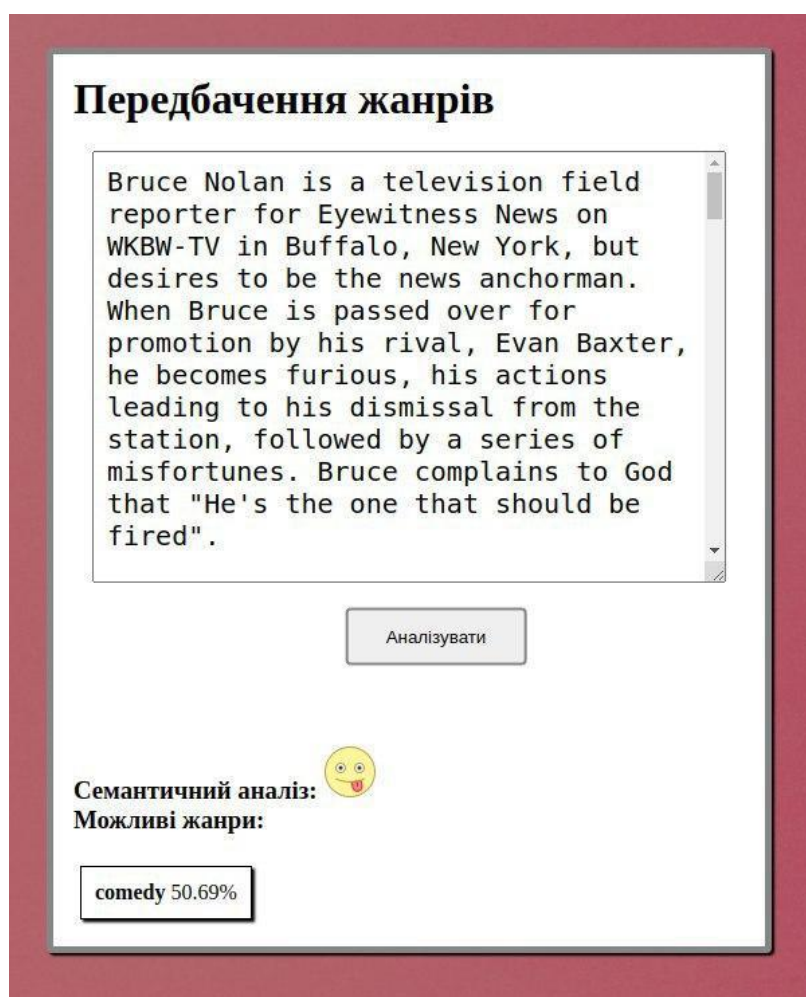 Передбачення жанрів
Bruce Nolan is a television field
reporter for Eyewitness News on
WKBW-TV in Buffalo, New York, but
desires to be the news anchorman.
When Bruce is passed over for
promotion by his rival, Evan Baxter,
he becomes furious, his actions
leading to his dismissal from the
station, followed by a series of
misfortunes. Bruce complains to God
that "He's the one that should be
fired".
Аналізувати
Семантичний аналіз:
Можливі жанри:
comedy 50.69%